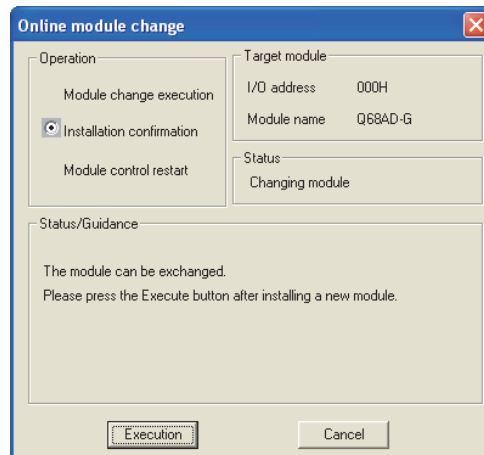 Online module change
Operation
Module change execution
Installation confirmation
Module control restart
Target module
I/O address 000H
Module name Q68AD-G
Status
Changing module
Status/Guidance
The module can be exchanged.
Please press the Execute button after installing a new module.
Execution
Cancel